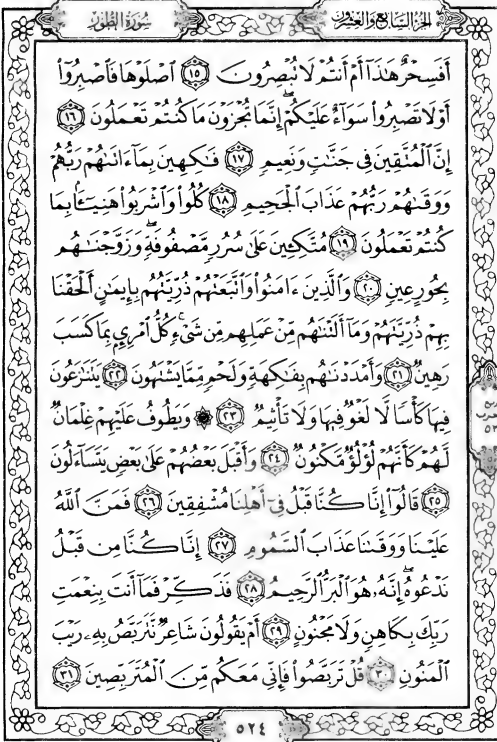 الجزء السابع والعشرون
سورة الطور
أَفَسِحْرٌ هَٰذَا أَمْ أَنتُمْ لَا تُبْصِرُونَ ١٥ اصْلَوْهَا فَاصْبِرُوا
أَوْ لَا تَصْبِرُوا سَوَاءٌ عَلَيْكُمْ ۖ إِنَّمَا تُجْزَوْنَ مَا كُنتُمْ تَعْمَلُونَ ١٦
إِنَّ الْمُتَّقِينَ فِي جَنَّاتٍ وَنَعِيمٍ ١٧ فَاكِهِينَ بِمَا ءَاتَاهُمْ رَبُّهُمْ
وَوَقَاهُمْ رَبُّهُمْ عَذَابَ الْجَحِيمِ ١٨ كُلُوا وَاشْرَبُوا هَنِيئًا بِمَا
كُنتُمْ تَعْمَلُونَ ١٩ مُتَّكِئِينَ عَلَىٰ سُرُرٍ مَّصْفُوفَةٍ ۖ وَزَوَّجْنَاهُم
بِحُورٍ عِينٍ ٢٠ وَالَّذِينَ ءَامَنُوا وَاتَّبَعَتْهُمْ ذُرِّيَّتُهُم بِإِيمَانٍ أَلْحَقْنَا
بِهِمْ ذُرِّيَّتَهُمْ وَمَا أَلَتْنَاهُم مِّنْ عَمَلِهِم مِّن شَيْءٍ ۚ كُلُّ امْرِئٍ بِمَا كَسَبَ
رَهِينٌ ٢١ وَأَمْدَدْنَاهُم بِفَاكِهَةٍ وَلَحْمٍ مِّمَّا يَشْتَهُونَ ٢٢ يَتَنَازَعُونَ
فِيهَا كَأْسًا لَّا لَغْوٌ فِيهَا وَلَا تَأْثِيمٌ ٢٣ ۞ وَيَطُوفُ عَلَيْهِمْ غِلْمَانٌ
لَّهُمْ كَأَنَّهُمْ لُؤْلُؤٌ مَّكْنُونٌ ٢٤ وَأَقْبَلَ بَعْضُهُمْ عَلَىٰ بَعْضٍ يَتَسَاءَلُونَ
٢٥ قَالُوا إِنَّا كُنَّا قَبْلُ فِي أَهْلِنَا مُشْفِقِينَ ٢٦ فَمَنَّ اللَّهُ
عَلَيْنَا وَوَقَانَا عَذَابَ السَّمُومِ ٢٧ إِنَّا كُنَّا مِن قَبْلُ
نَدْعُوهُ ۖ إِنَّهُ هُوَ الْبَرُّ الرَّحِيمُ ٢٨ فَذَكِّرْ فَمَا أَنتَ بِنِعْمَتِ
رَبِّكَ بِكَاهِنٍ وَلَا مَجْنُونٍ ٢٩ أَمْ يَقُولُونَ شَاعِرٌ نَّتَرَبَّصُ بِهِ رَيْبَ
الْمَنُونِ ٣٠ قُلْ تَرَبَّصُوا فَإِنِّي مَعَكُم مِّنَ الْمُتَرَبِّصِينَ ٣١
٥٢٤